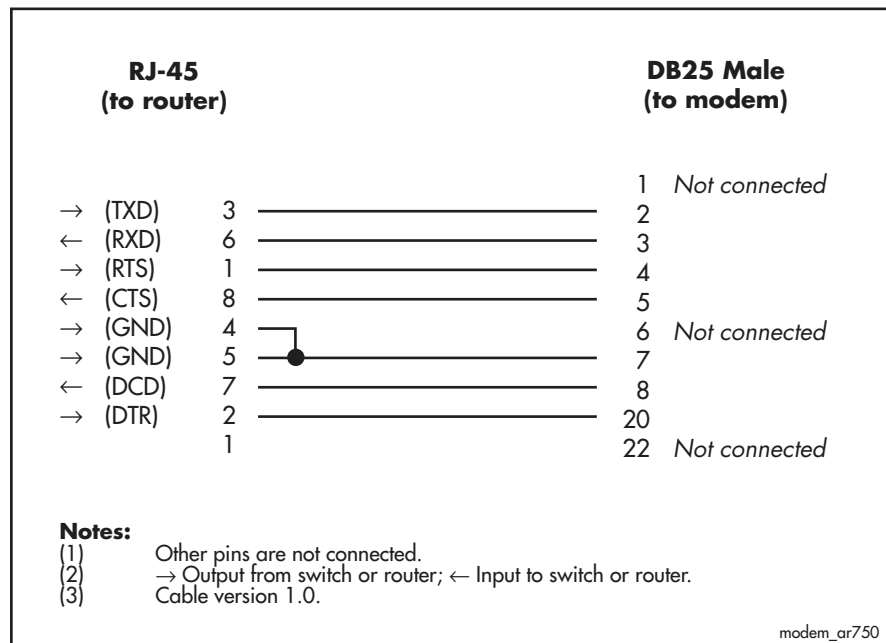 RJ-45
(to router)
DB25 Male
(to modem)
1 Not connected
→ (TXD) 3 2
← (RXD) 6 3
→ (RTS) 1 4
← (CTS) 8 5
→ (GND) 4 6 Not connected
→ (GND) 5 7
← (DCD) 7 8
→ (DTR) 2 20
1 22 Not connected
Notes:
(1) Other pins are not connected.
(2) → Output from switch or router; ← Input to switch or router.
(3) Cable version 1.0.
modem_ar750